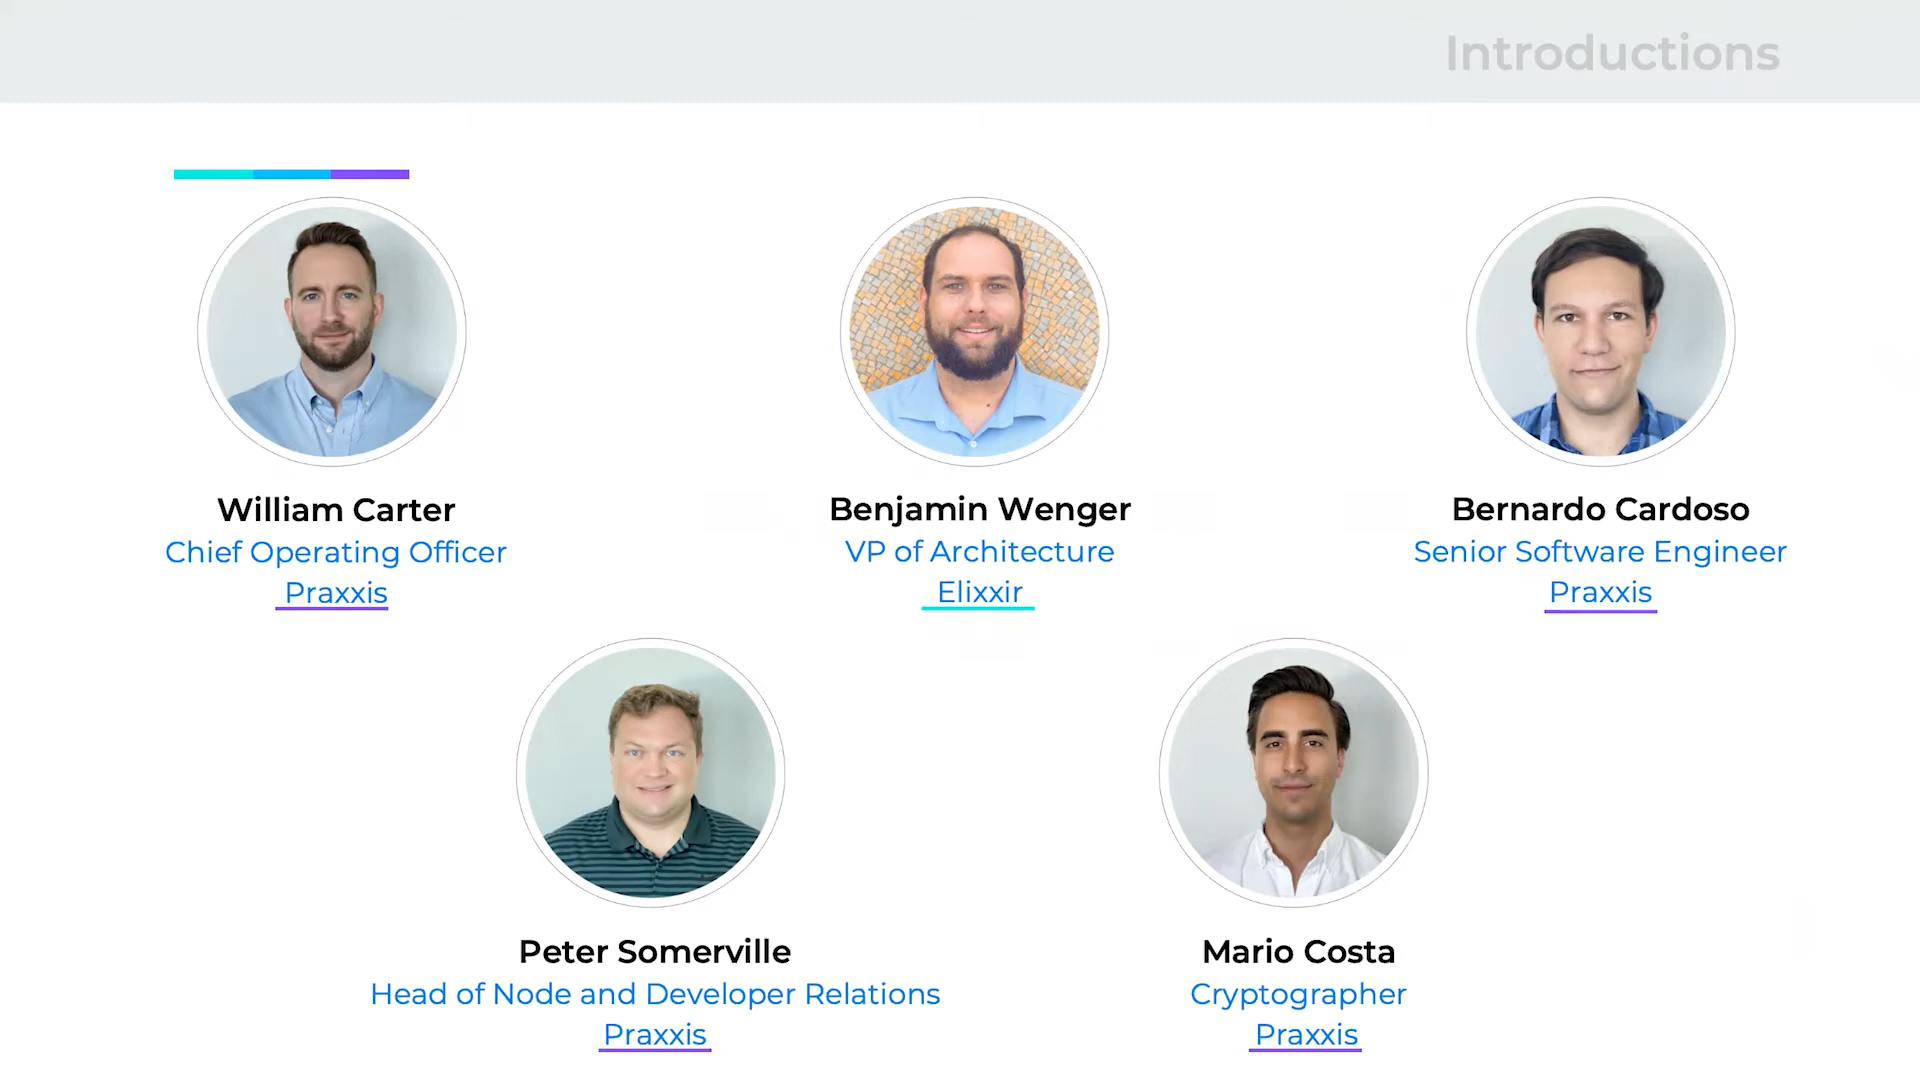 Introductions
William Carter
Chief Operating Officer
Praxxis
Benjamin Wenger
VP of Architecture
Elixxir
Bernardo Cardoso
Senior Software Engineer
Praxxis
Peter Somerville
Head of Node and Developer Relations
Praxxis
Mario Costa
Cryptographer
Praxxis